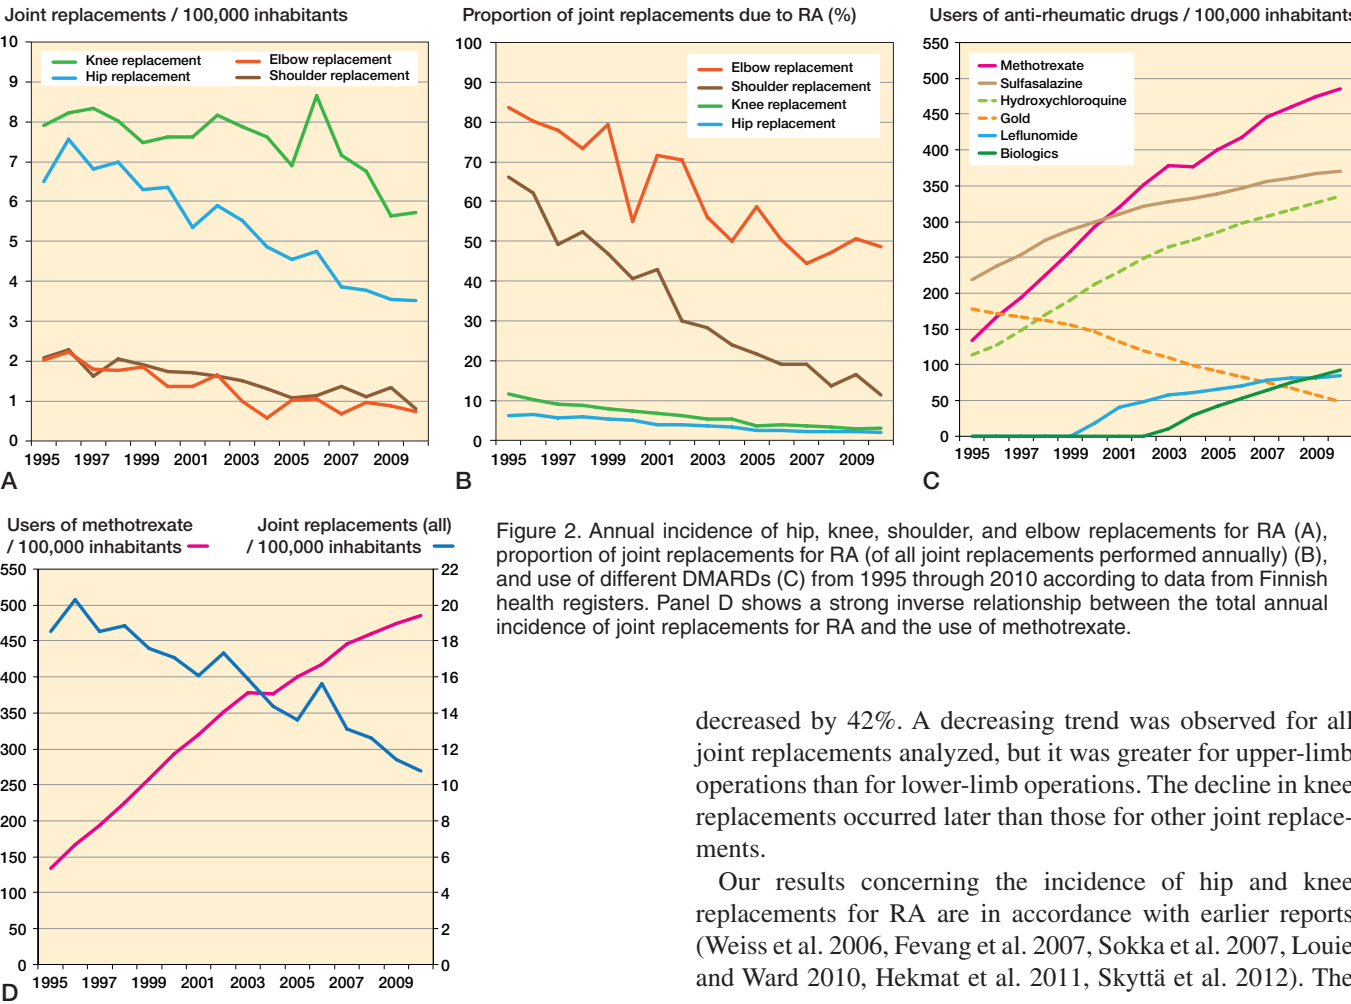 Joint replacements / 100,000 inhabitants
10
9
8
7
6
5
4
3
2
1
0
Knee replacement
Hip replacement
Elbow replacement
Shoulder replacement
1995 1997 1999 2001 2003 2005 2007 2009
A
Proportion of joint replacements due to RA (%)
100
90
80
70
60
50
40
30
20
10
0
Elbow replacement
Shoulder replacement
Knee replacement
Hip replacement
1995 1997 1999 2001 2003 2005 2007 2009
B
Users of anti-rheumatic drugs / 100,000 inhabitants
550
500
450
400
350
300
250
200
150
100
50
0
Methotrexate
Sulfasalazine
Hydroxychloroquine
Gold
Leflunomide
Biologics
1995 1997 1999 2001 2003 2005 2007 2009
C
Users of methotrexate
/ 100,000 inhabitants
Joint replacements (all)
/ 100,000 inhabitants
550
500
450
400
350
300
250
200
150
100
50
0
22
20
18
16
14
12
10
8
6
4
2
0
1995 1997 1999 2001 2003 2005 2007 2009
D
Figure 2. Annual incidence of hip, knee, shoulder, and elbow replacements for RA (A),
proportion of joint replacements for RA (of all joint replacements performed annually) (B),
and use of different DMARDs (C) from 1995 through 2010 according to data from Finnish
health registers. Panel D shows a strong inverse relationship between the total annual
incidence of joint replacements for RA and the use of methotrexate.
decreased by 42%. A decreasing trend was observed for all
joint replacements analyzed, but it was greater for upper-limb
operations than for lower-limb operations. The decline in knee
replacements occurred later than those for other joint replace-
ments.
Our results concerning the incidence of hip and knee
replacements for RA are in accordance with earlier reports
(Weiss et al. 2006, Fevang et al. 2007, Sokka et al. 2007, Louie
and Ward 2010, Hekmat et al. 2011, Skyttä et al. 2012). The